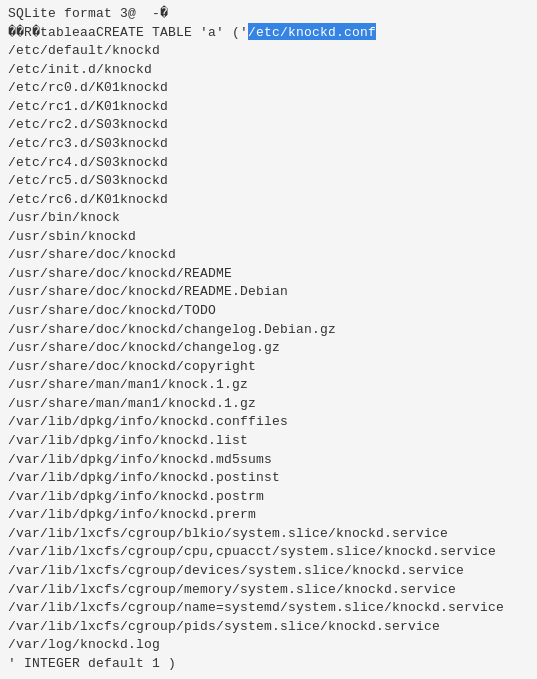 SQLite format 3@  -�
��R�tableaaCREATE TABLE 'a' ('/etc/knockd.conf
/etc/default/knockd
/etc/init.d/knockd
/etc/rc0.d/K01knockd
/etc/rc1.d/K01knockd
/etc/rc2.d/S03knockd
/etc/rc3.d/S03knockd
/etc/rc4.d/S03knockd
/etc/rc5.d/S03knockd
/etc/rc6.d/K01knockd
/usr/bin/knock
/usr/sbin/knockd
/usr/share/doc/knockd
/usr/share/doc/knockd/README
/usr/share/doc/knockd/README.Debian
/usr/share/doc/knockd/TODO
/usr/share/doc/knockd/changelog.Debian.gz
/usr/share/doc/knockd/changelog.gz
/usr/share/doc/knockd/copyright
/usr/share/man/man1/knock.1.gz
/usr/share/man/man1/knockd.1.gz
/var/lib/dpkg/info/knockd.conffiles
/var/lib/dpkg/info/knockd.list
/var/lib/dpkg/info/knockd.md5sums
/var/lib/dpkg/info/knockd.postinst
/var/lib/dpkg/info/knockd.postrm
/var/lib/dpkg/info/knockd.prerm
/var/lib/lxcfs/cgroup/blkio/system.slice/knockd.service
/var/lib/lxcfs/cgroup/cpu,cpuacct/system.slice/knockd.service
/var/lib/lxcfs/cgroup/devices/system.slice/knockd.service
/var/lib/lxcfs/cgroup/memory/system.slice/knockd.service
/var/lib/lxcfs/cgroup/name=systemd/system.slice/knockd.service
/var/lib/lxcfs/cgroup/pids/system.slice/knockd.service
/var/log/knockd.log
' INTEGER default 1 )